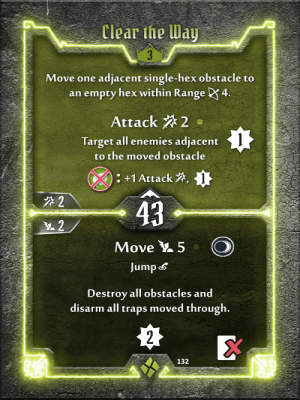 Clear the Way
3
Move one adjacent single-hex obstacle to
an empty hex within Range 4.
Attack 2
Target all enemies adjacent
to the moved obstacle
1
: +1 Attack , 1
2
43
2
Move 5
Jump
Destroy all obstacles and
disarm all traps moved through.
2
132